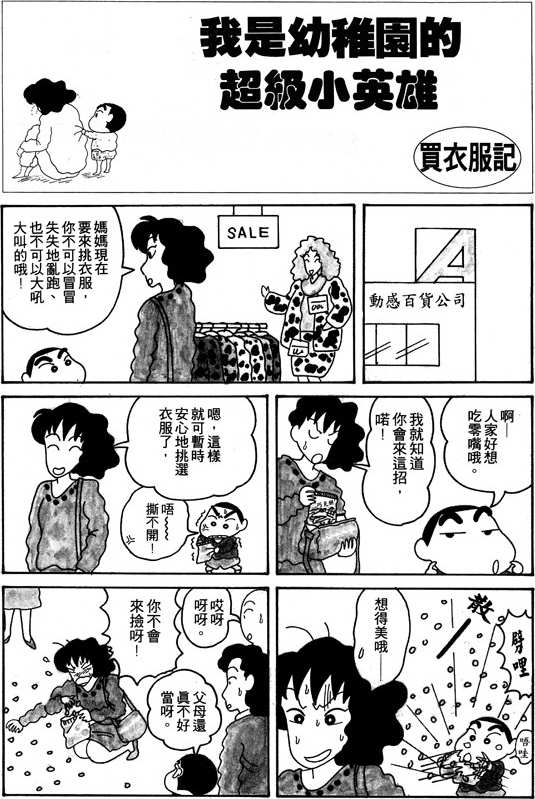 我是幼稚園的
超級小英雄
買衣服記
動感百貨公司
SALE
媽媽現在
要來挑衣服，
你不可以冒冒
失失地亂跑、
也不可以大吼
大叫的哦！
啊—
人家好想
吃零嘴哦。
我就知道
你會來這招，
喏！
嗯，這樣
就可暫時
安心地挑選
衣服了，
唔~~~
撕不開！
劈哩
唔哇
散
想得美哦—
哎呀
呀呀。
父母還
真不好
當呀。
你不會
來撿呀！